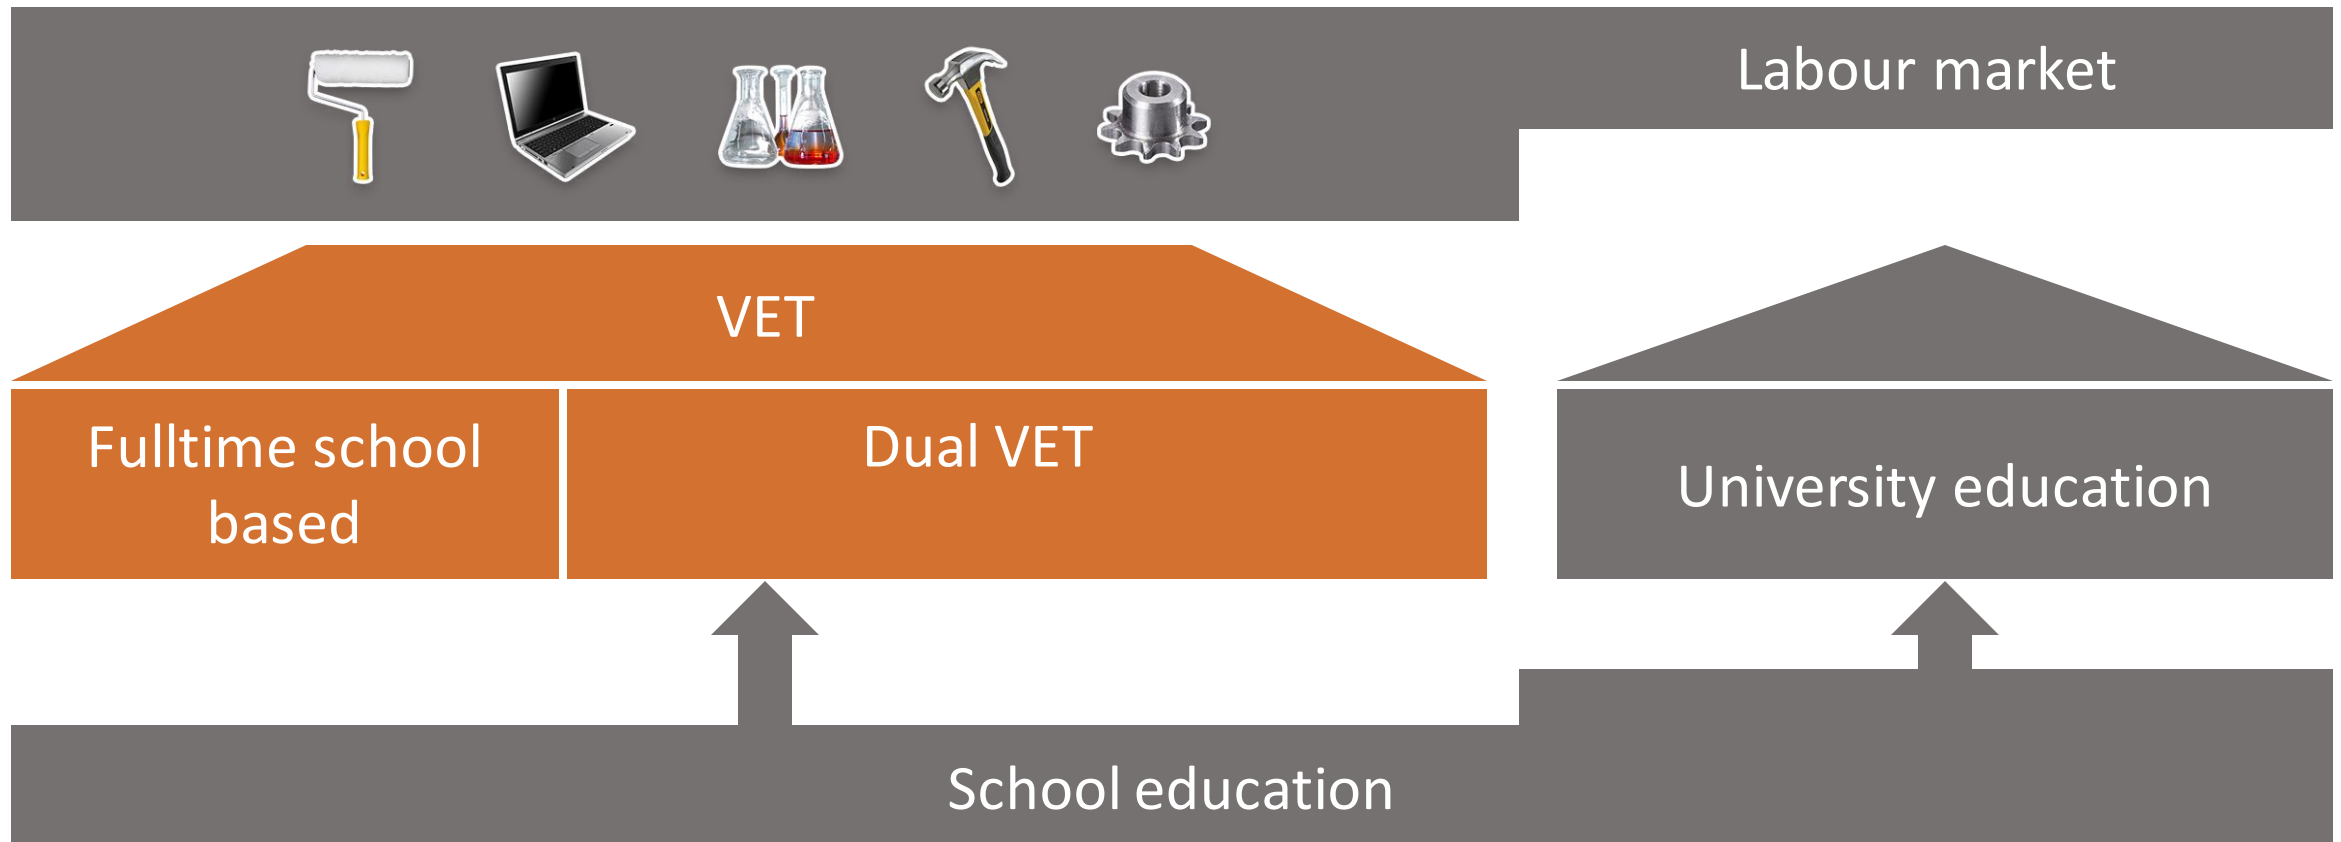 Labour market
VET
Fulltime school
based
Dual VET
University education
School education